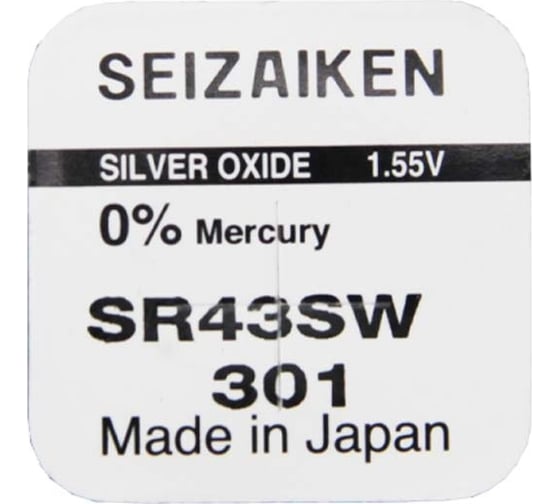 SEIZAIKEN
SILVER OXIDE 1.55V
0% Mercury
SR43SW
301
Made in Japan